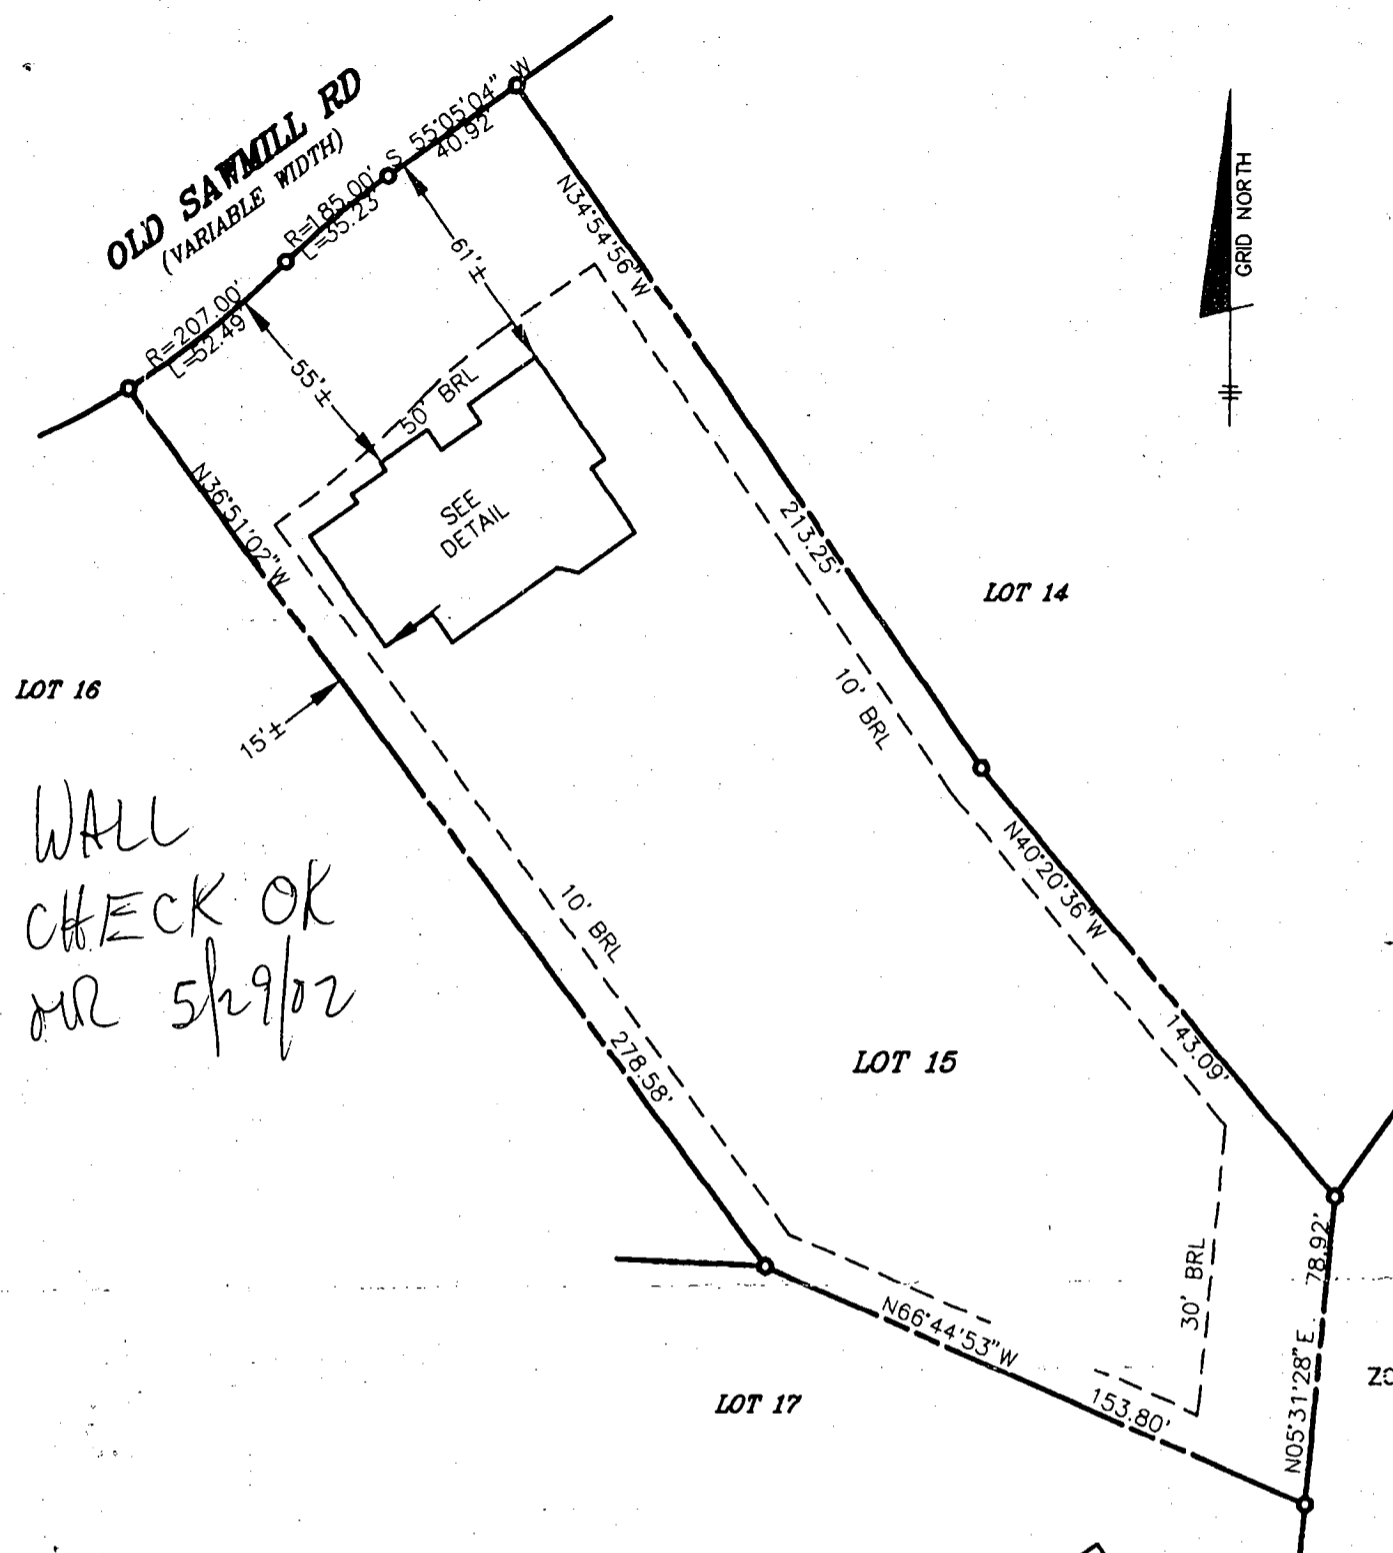 OLD SAWMILL RD
(VARIABLE WIDTH)
S 55°05'04" W
40.92'
R=185.00'
L=35.23'
R=207.00'
L=52.49'
GRID NORTH
N34°54'56"W
61'±
55'±
50' BRL
N36°51'02"W
SEE
DETAIL
213.25'
LOT 14
LOT 16
15'±
10' BRL
WALL
CHECK OK
5/29/02
10' BRL
N40°20'36"W
278.58'
LOT 15
143.09'
78.92'
30' BRL
N66°44'53"W
N05°31'28"E
LOT 17
153.80'